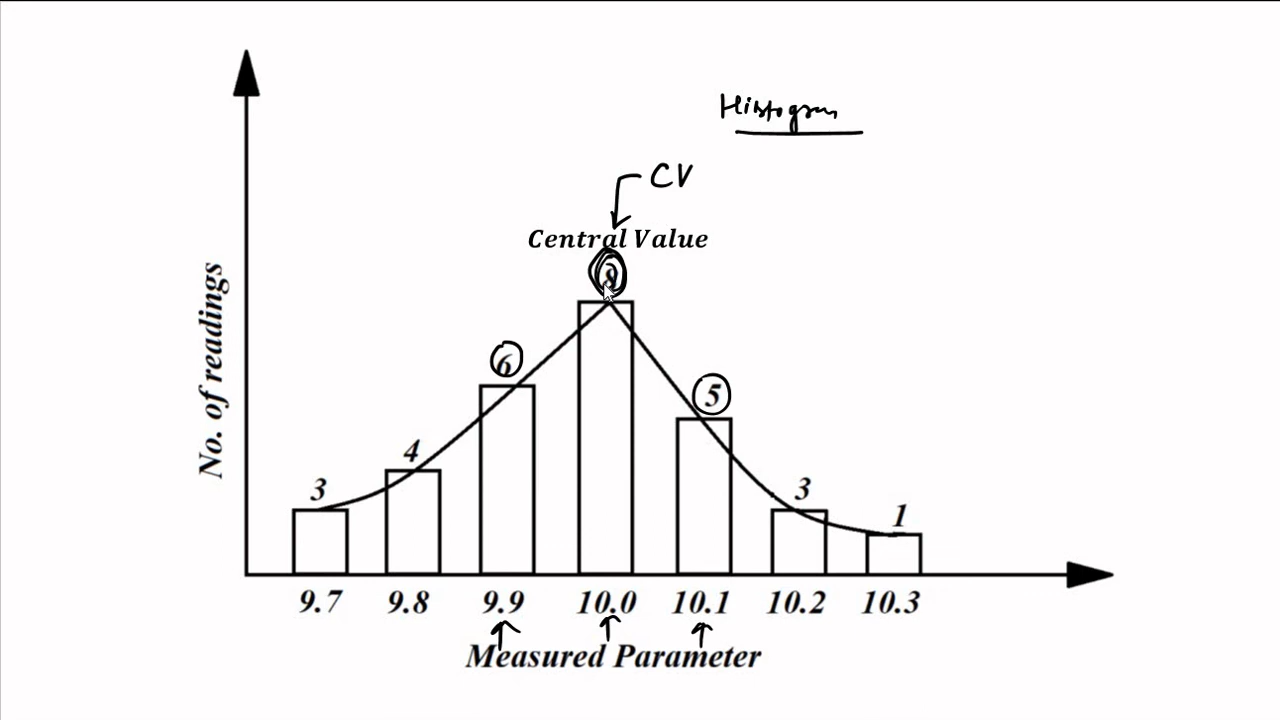 Histogram
CV
Central Value
8
6
5
4
3
3
1
No. of readings
9.7 9.8 9.9 10.0 10.1 10.2 10.3
Measured Parameter